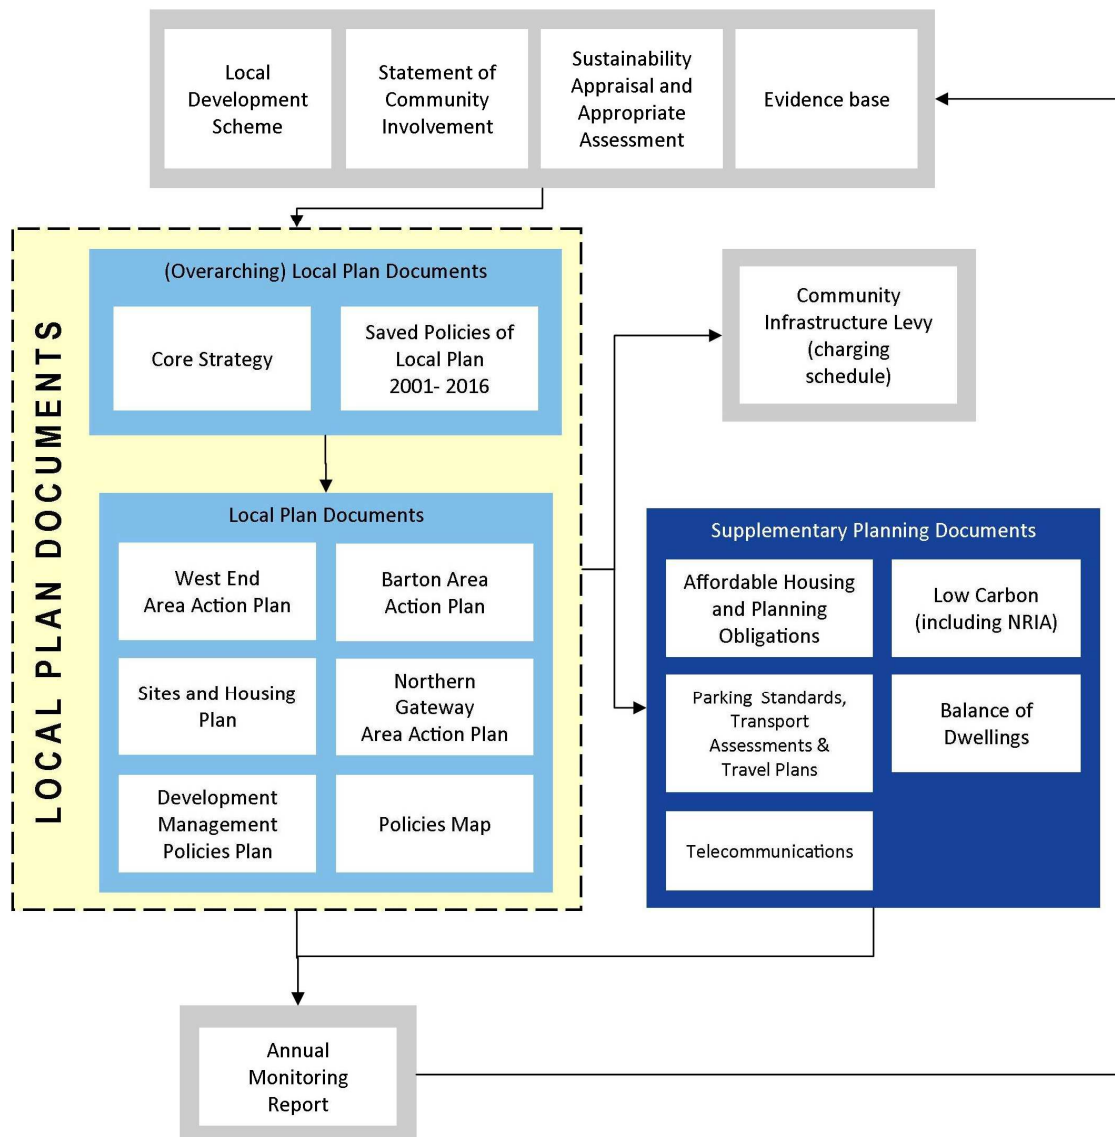 Local
Development
Scheme
Statement of
Community
Involvement
Sustainability
Appraisal and
Appropriate
Assessment
Evidence base
LOCAL PLAN DOCUMENTS
(Overarching) Local Plan Documents
Core Strategy
Saved Policies of
Local Plan
2001- 2016
Community
Infrastructure Levy
(charging
schedule)
Local Plan Documents
West End
Area Action Plan
Barton Area
Action Plan
Sites and Housing
Plan
Northern
Gateway
Area Action Plan
Development
Management
Policies Plan
Policies Map
Supplementary Planning Documents
Affordable Housing
and Planning
Obligations
Low Carbon
(including NRIA)
Parking Standards,
Transport
Assessments &
Travel Plans
Balance of
Dwellings
Telecommunications
Annual
Monitoring
Report